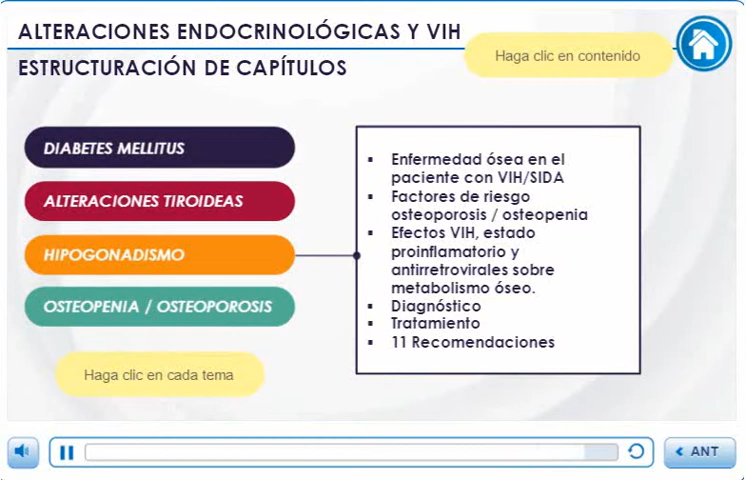 ALTERACIONES ENDOCRINOLÓGICAS Y VIH
ESTRUCTURACIÓN DE CAPÍTULOS
Haga clic en contenido
DIABETES MELLITUS
ALTERACIONES TIROIDEAS
HIPOGONADISMO
OSTEOPENIA / OSTEOPOROSIS
Haga clic en cada tema
▪ Enfermedad ósea en el
paciente con VIH/SIDA
▪ Factores de riesgo
osteoporosis / osteopenia
▪ Efectos VIH, estado
proinflamatorio y
antirretrovirales sobre
metabolismo óseo.
▪ Diagnóstico
▪ Tratamiento
▪ 11 Recomendaciones
ANT